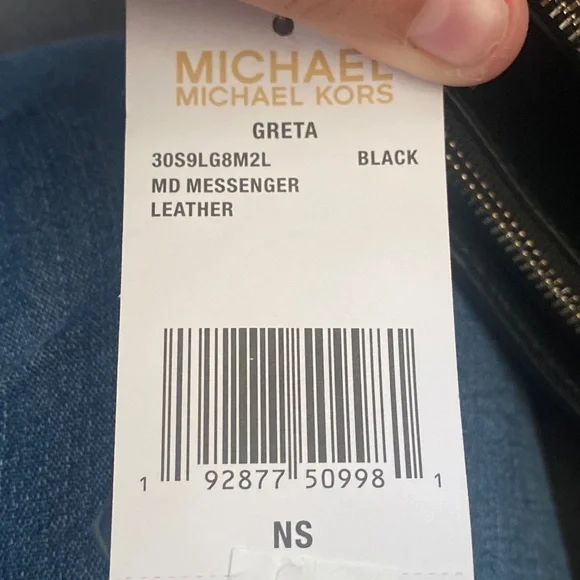 MICHAEL
MICHAEL KORS
GRETA
30S9LG8M2L BLACK
MD MESSENGER
LEATHER
1 92877 50998 1
NS